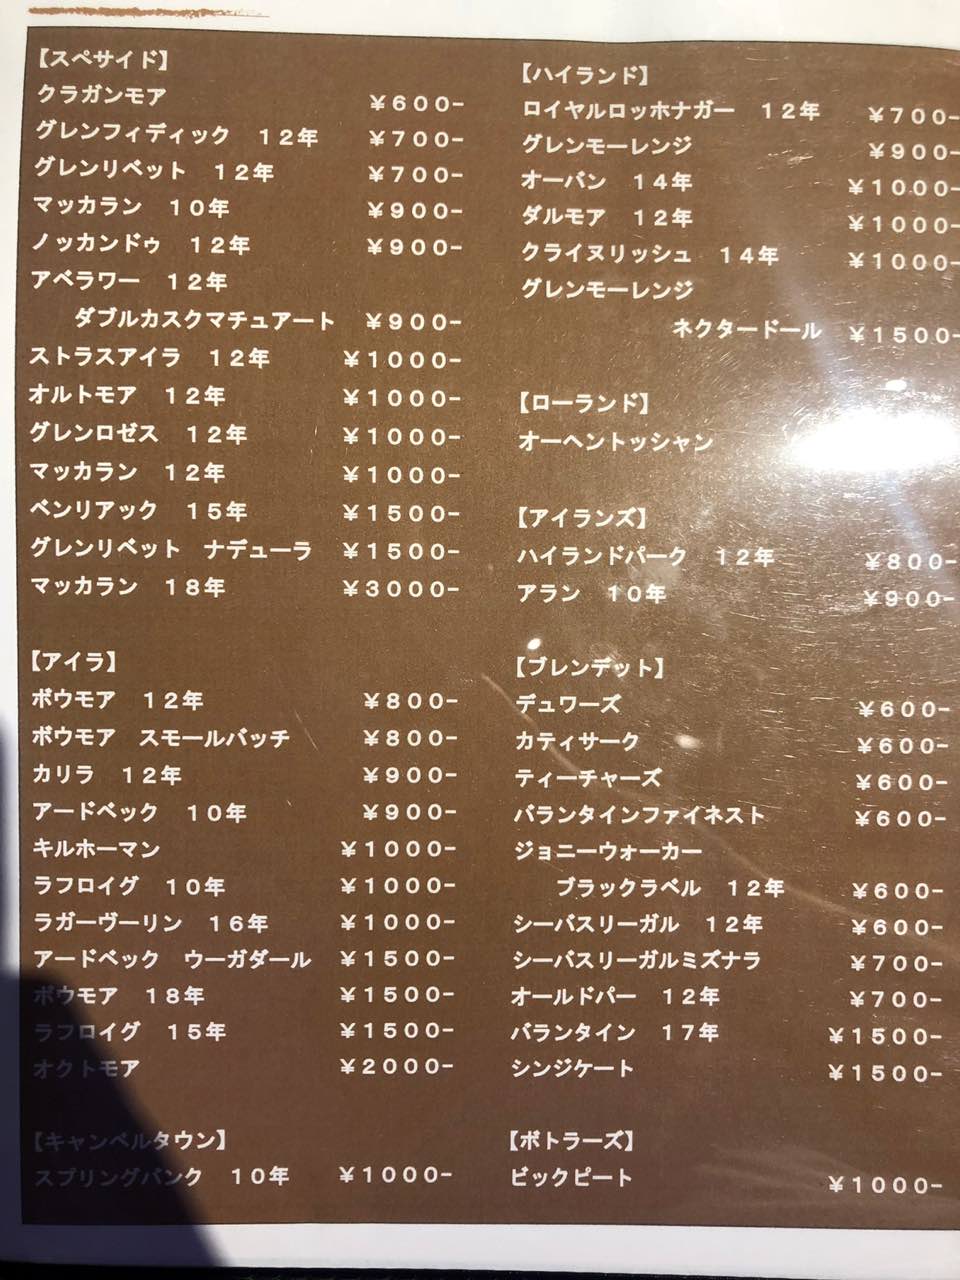 【スペサイド】
クラガンモア ￥６００−
グレンフィディック １２年 ￥７００−
グレンリベット １２年 ￥７００−
マッカラン １０年 ￥９００−
ノッカンドゥ １２年 ￥９００−
アベラワー １２年
ダブルカスクマチュアート ￥９００−
ストラスアイラ １２年 ￥１０００−
オルトモア １２年 ￥１０００−
グレンロゼス １２年 ￥１０００−
マッカラン １２年 ￥１０００−
ベンリアック １５年 ￥１５００−
グレンリベット ナデューラ ￥１５００−
マッカラン １８年 ￥３０００−
【アイラ】
ボウモア １２年 ￥８００−
ボウモア スモールバッチ ￥８００−
カリラ １２年 ￥９００−
アードベック １０年 ￥９００−
キルホーマン ￥１０００−
ラフロイグ １０年 ￥１０００−
ラガーヴーリン １６年 ￥１０００−
アードベック ウーガダール ￥１５００−
ボウモア １８年 ￥１５００−
ラフロイグ １５年 ￥１５００−
オクトモア ￥２０００−
【キャンベルタウン】
スプリングバンク １０年 ￥１０００−
【ハイランド】
ロイヤルロッホナガー １２年 ￥７００−
グレンモーレンジ ￥９００−
オーバン １４年 ￥１０００−
ダルモア １２年 ￥１０００−
クライヌリッシュ １４年 ￥１０００−
グレンモーレンジ
ネクタードール ￥１５００−
【ローランド】
オーヘントッシャン
【アイランズ】
ハイランドパーク １２年 ￥８００−
アラン １０年 ￥９００−
【ブレンデット】
デュワーズ ￥６００−
カティサーク ￥６００−
ティーチャーズ ￥６００−
バランタインファイネスト ￥６００−
ジョニーウォーカー
ブラックラベル １２年 ￥６００−
シーバスリーガル １２年 ￥６００−
シーバスリーガルミズナラ ￥７００−
オールドパー １２年 ￥７００−
バランタイン １７年 ￥１５００−
シンジケート ￥１５００−
【ボトラーズ】
ビックピート ￥１０００−